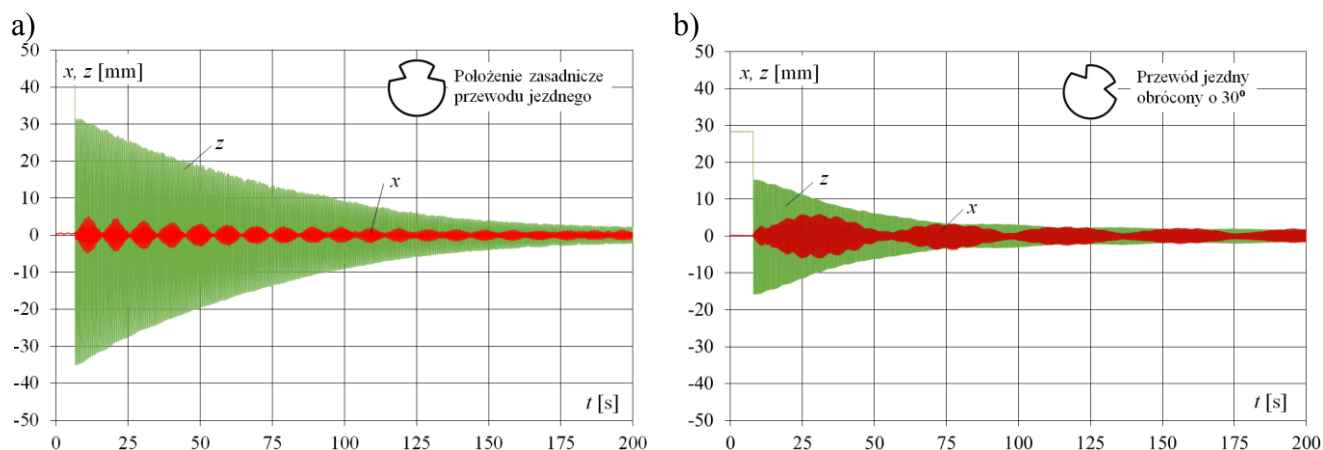 a)
50
40
30
20
10
0
-10
-20
-30
-40
-50
x, z [mm]
Położenie zasadnicze
przewodu jezdnego
z
x
t [s]
0 25 50 75 100 125 150 175 200
b)
50
40
30
20
10
0
-10
-20
-30
-40
-50
x, z [mm]
Przewód jezdny
obrócony o 30⁰
z
x
t [s]
0 25 50 75 100 125 150 175 200